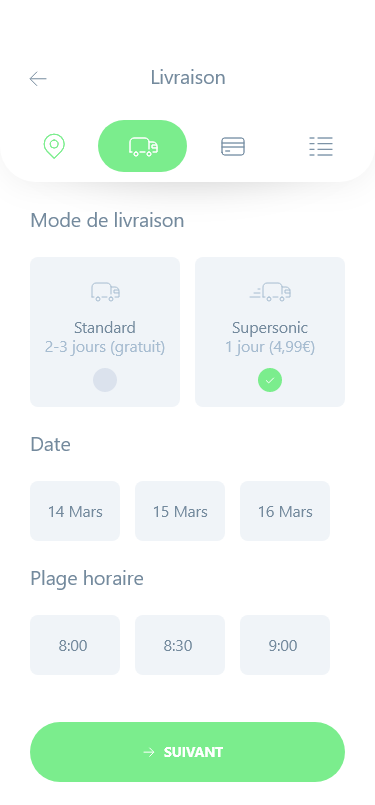 Livraison
Mode de livraison
Standard
2-3 jours (gratuit)
Supersonic
1 jour (4,99€)
Date
14 Mars
15 Mars
16 Mars
Plage horaire
8:00
8:30
9:00
SUIVANT